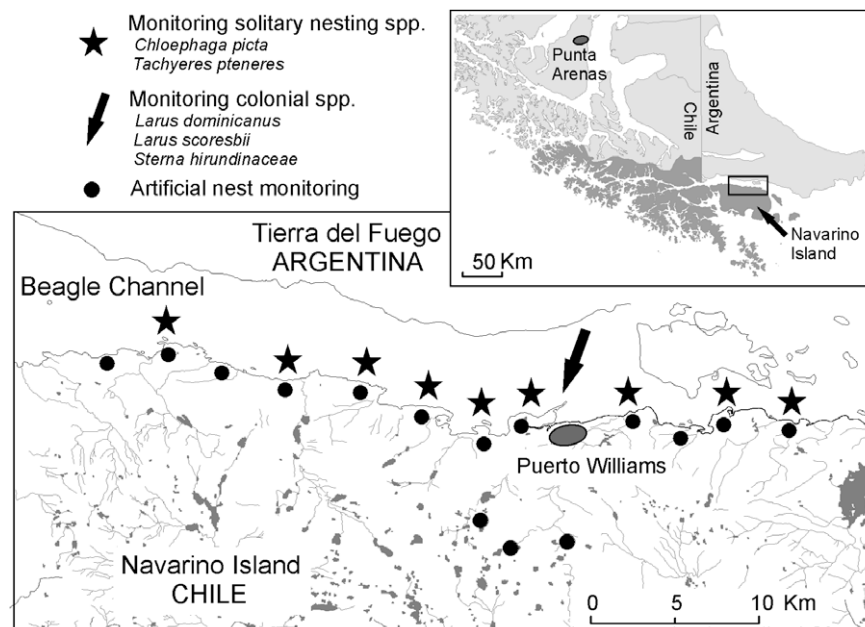 Monitoring solitary nesting spp.
Chloephaga picta
Tachyeres pteneres
Monitoring colonial spp.
Larus dominicanus
Larus scoresbii
Sterna hirundinaceae
Artificial nest monitoring
Punta
Arenas
Chile
Argentina
Navarino
Island
50 Km
Tierra del Fuego
ARGENTINA
Beagle Channel
Puerto Williams
Navarino Island
CHILE
0 5 10 Km